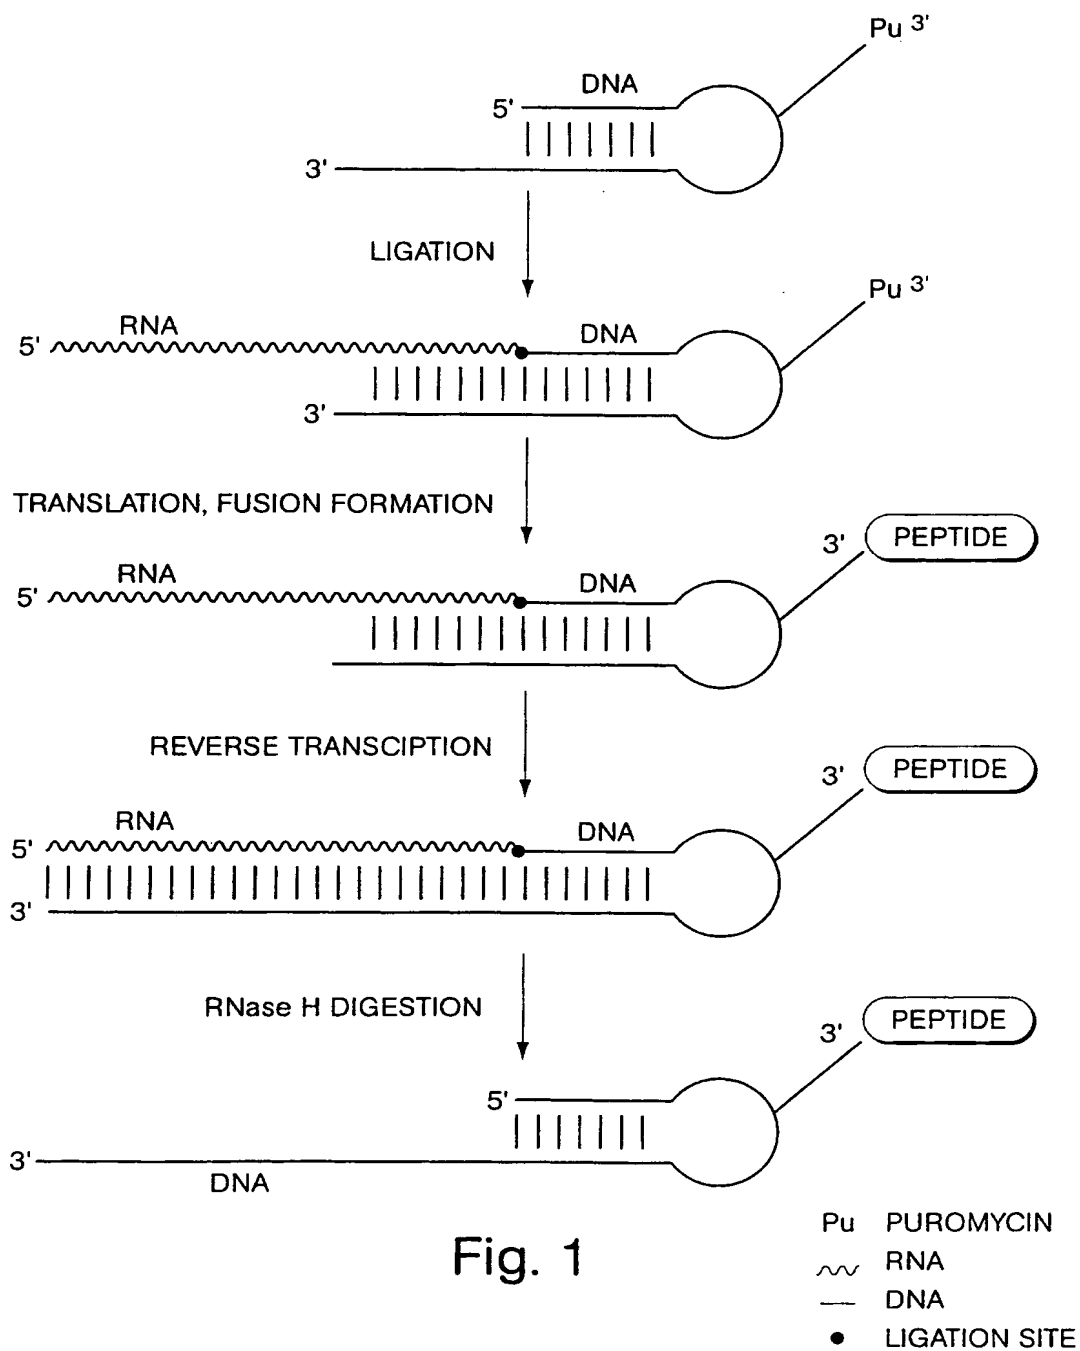 Pu 3'
DNA
5'
3'
LIGATION
Pu 3'
RNA
DNA
5'
3'
TRANSLATION, FUSION FORMATION
3' PEPTIDE
RNA
DNA
5'
REVERSE TRANSCIPTION
3' PEPTIDE
RNA
DNA
5'
3'
RNase H DIGESTION
3' PEPTIDE
5'
3'
DNA
Fig. 1
Pu PUROMYCIN
RNA
DNA
LIGATION SITE